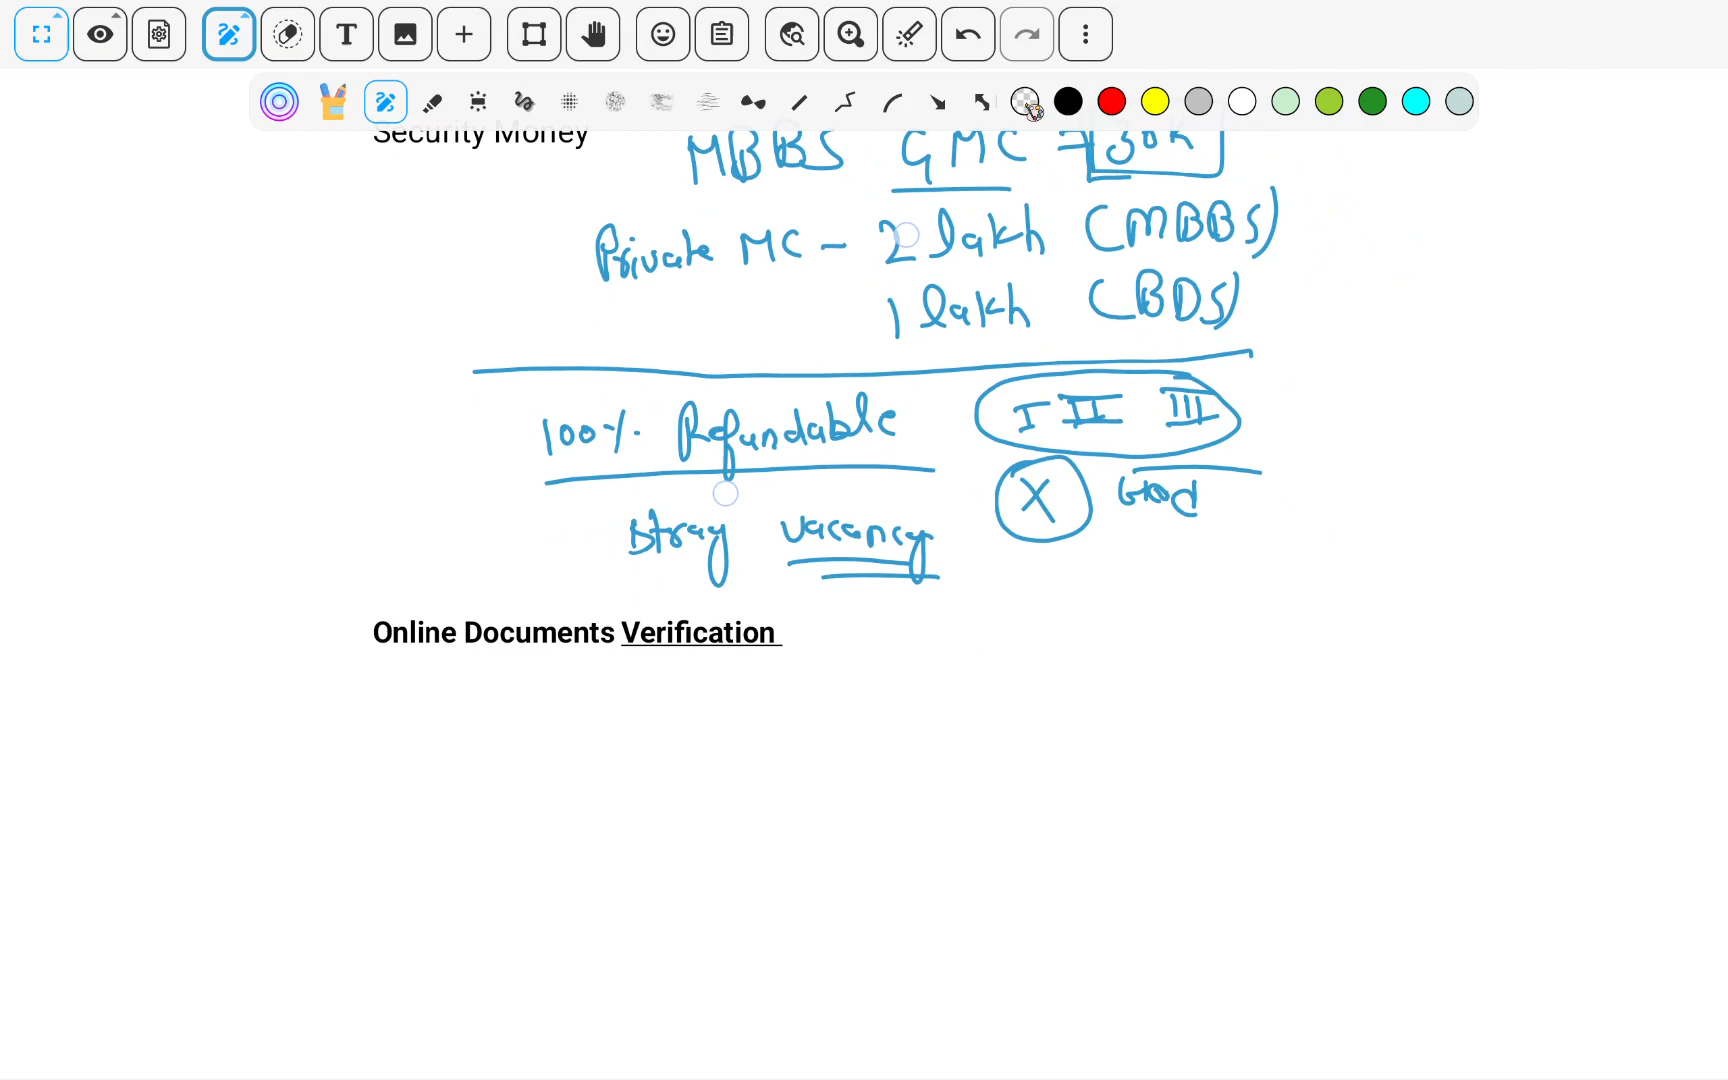 Security Money
MBBS GMC = 30K
Private MC - 2 lakh (MBBS)
1 lakh (BDS)
100% Refundable I II III
X
Stray vacancy
Online Documents Verification